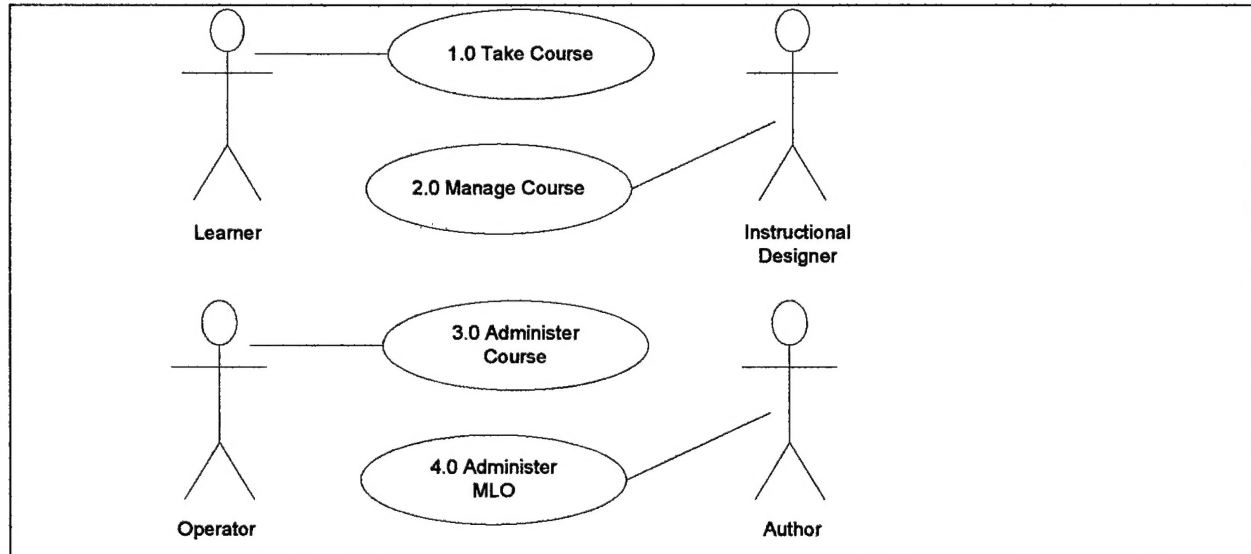 1.0 Take Course
2.0 Manage Course
Learner
Instructional
Designer
3.0 Administer
Course
4.0 Administer
MLO
Operator
Author